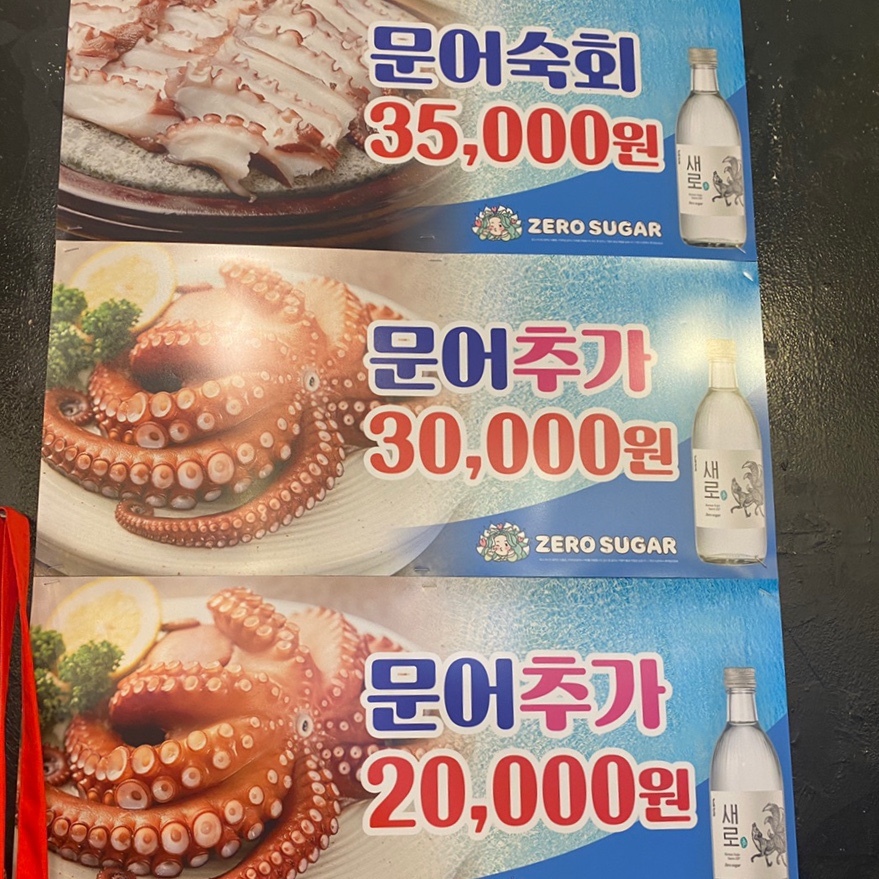 문어숙회
35,000원
새로
ZERO SUGAR
문어추가
30,000원
새로
ZERO SUGAR
문어추가
20,000원
새로